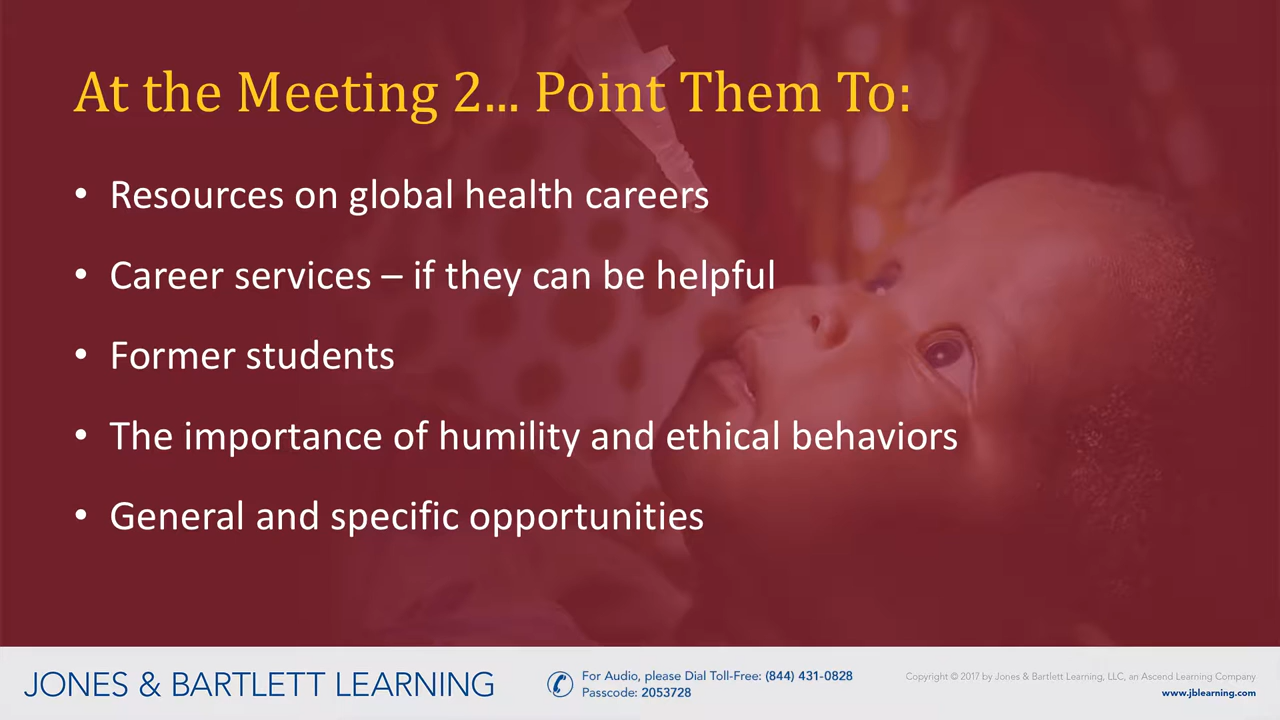 At the Meeting 2... Point Them To:
• Resources on global health careers
• Career services – if they can be helpful
• Former students
• The importance of humility and ethical behaviors
• General and specific opportunities
JONES & BARTLETT LEARNING
For Audio, please Dial Toll-Free: (844) 431-0828
Passcode: 2053728
Copyright © 2017 by Jones & Bartlett Learning, LLC, an Ascend Learning Company
www.jblearning.com